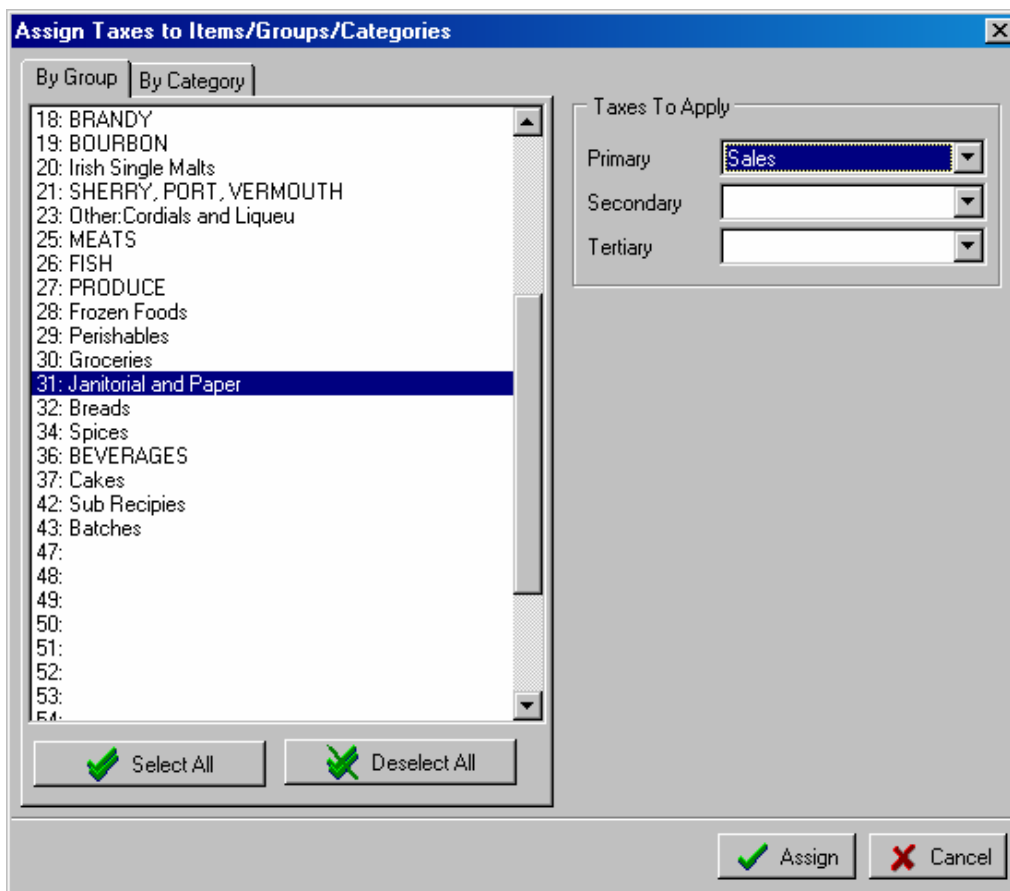 Assign Taxes to Items/Groups/Categories
By Group
By Category
18: BRANDY
19: BOURBON
20: Irish Single Malts
21: SHERRY, PORT, VERMOUTH
23: Other:Cordials and Liqueu
25: MEATS
26: FISH
27: PRODUCE
28: Frozen Foods
29: Perishables
30: Groceries
31: Janitorial and Paper
32: Breads
34: Spices
36: BEVERAGES
37: Cakes
42: Sub Recipies
43: Batches
47:
48:
49:
50:
51:
52:
53:
54:
Select All
Deselect All
Taxes To Apply
Primary
Sales
Secondary
Tertiary
Assign
Cancel